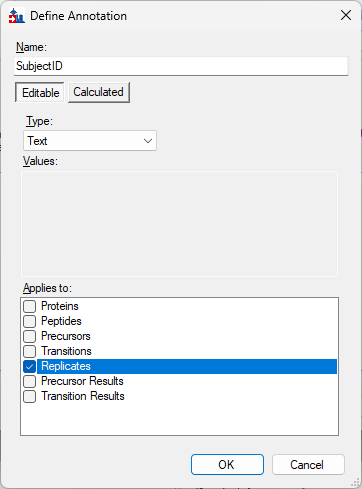 Define Annotation
Name:
SubjectID
Editable Calculated
Type:
Text
Values:
Applies to:
Proteins
Peptides
Precursors
Transitions
Replicates
Precursor Results
Transition Results
OK Cancel